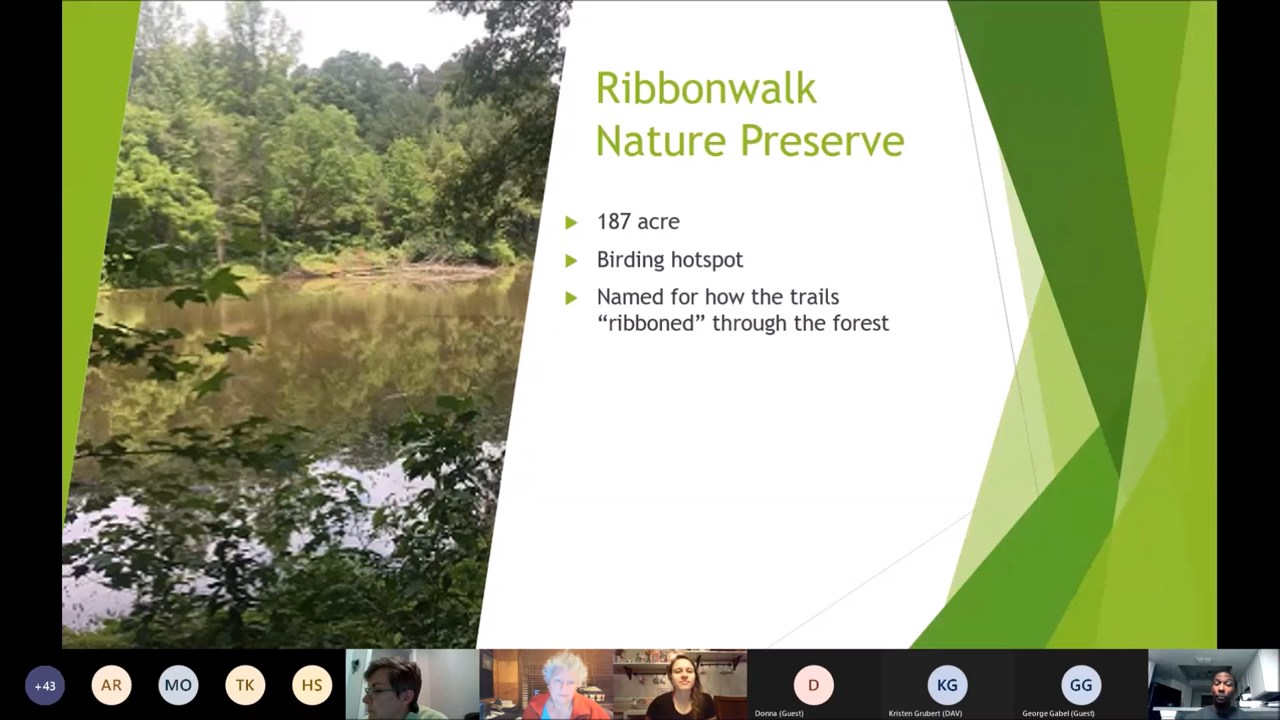 Ribbonwalk
Nature Preserve
187 acre
Birding hotspot
Named for how the trails
“ribboned” through the forest
+43
AR
MO
TK
HS
D
Donna (Guest)
KG
Kristen Grubert (DAV)
GG
George Gabel (Guest)